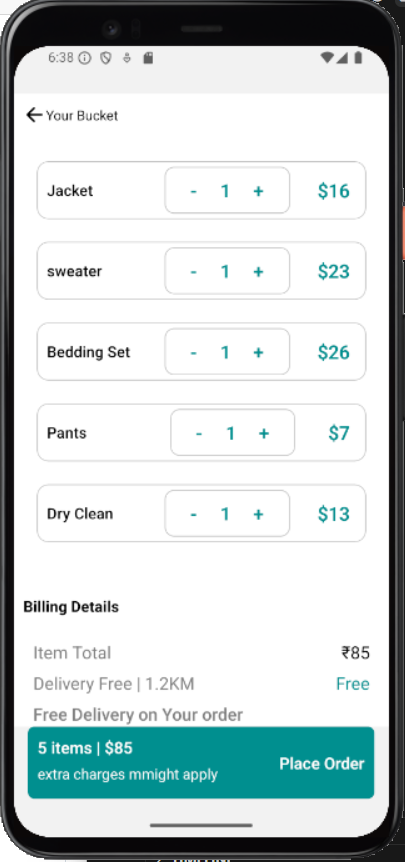 6:38
Your Bucket
Jacket - 1 + $16
sweater - 1 + $23
Bedding Set - 1 + $26
Pants - 1 + $7
Dry Clean - 1 + $13
Billing Details
Item Total ₹85
Delivery Free | 1.2KM Free
Free Delivery on Your order
5 items | $85
extra charges mmight apply
Place Order